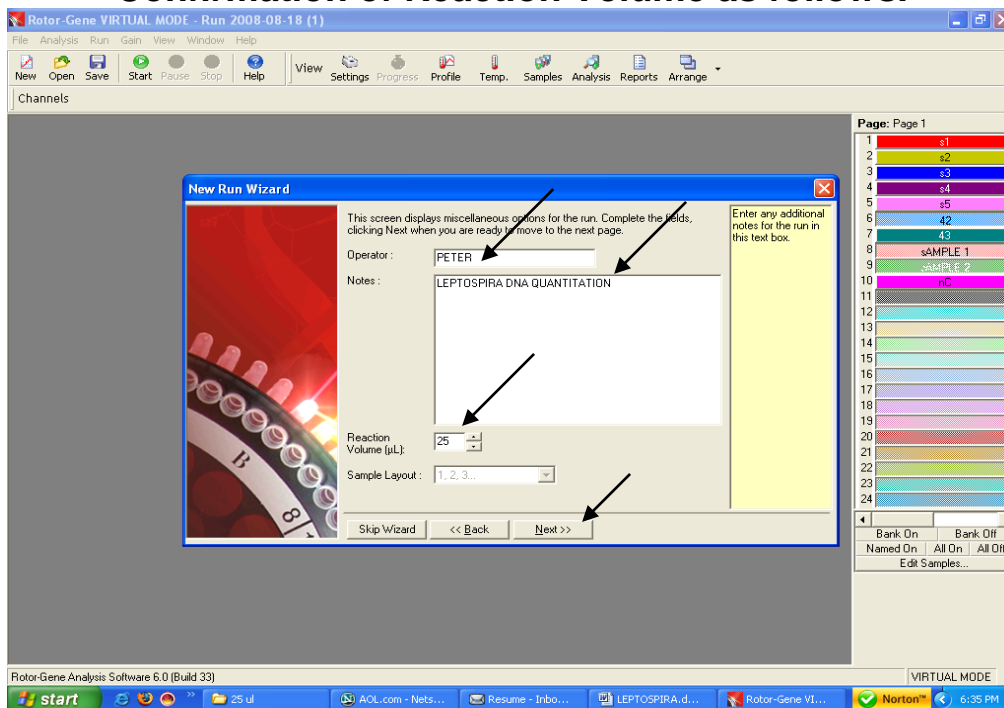 Confirmation of Reaction Volume as follows:
Rotor-Gene VIRTUAL MODE - Run 2008-08-18 (1)
File Analysis Run Gain View Window Help
New Open Save Start Pause Stop Help View Settings Progress Profile Temp. Samples Analysis Reports Arrange
Channels
Page: Page 1
1 s1
2 s2
3 s3
4 s4
5 s5
6 42
7 43
8 sAMPLE 1
9 sAMPLE 2
10 nC
11
12
13
14
15
16
17
18
19
20
21
22
23
24
Bank On Bank Off
Named On All On All Off
Edit Samples...
New Run Wizard
This screen displays miscellaneous options for the run. Complete the fields,
clicking Next when you are ready to move to the next page.
Operator : PETER
Notes : LEPTOSPIRA DNA QUANTITATION
Reaction
Volume (µL): 25
Sample Layout : 1, 2, 3...
Skip Wizard << Back Next >>
Enter any additional
notes for the run in
this text box.
Rotor-Gene Analysis Software 6.0 (Build 33) VIRTUAL MODE
start » 25 ul AOL.com - Nets... Resume - Inbo... LEPTOSPIRA.d... Rotor-Gene VI... Norton™ 6:35 PM